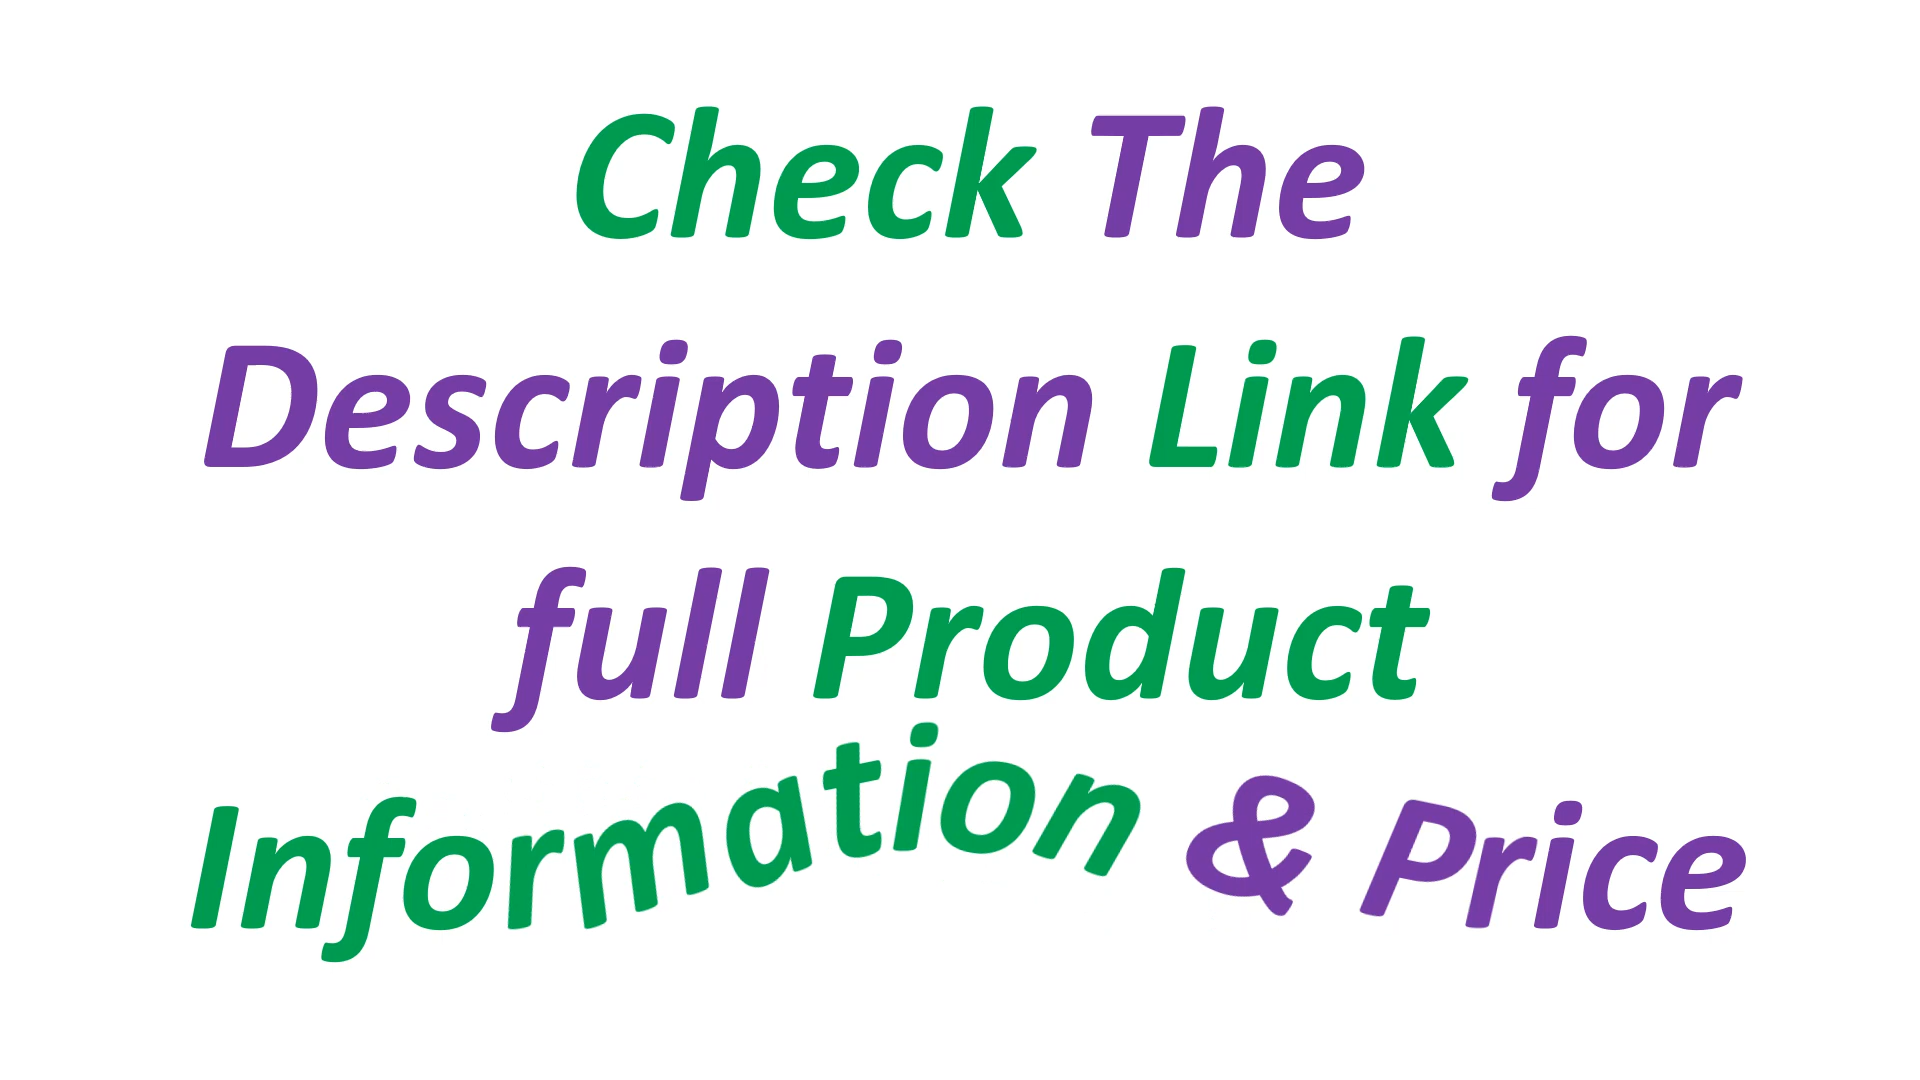 Check The
Description Link for
full Product
Information & Price